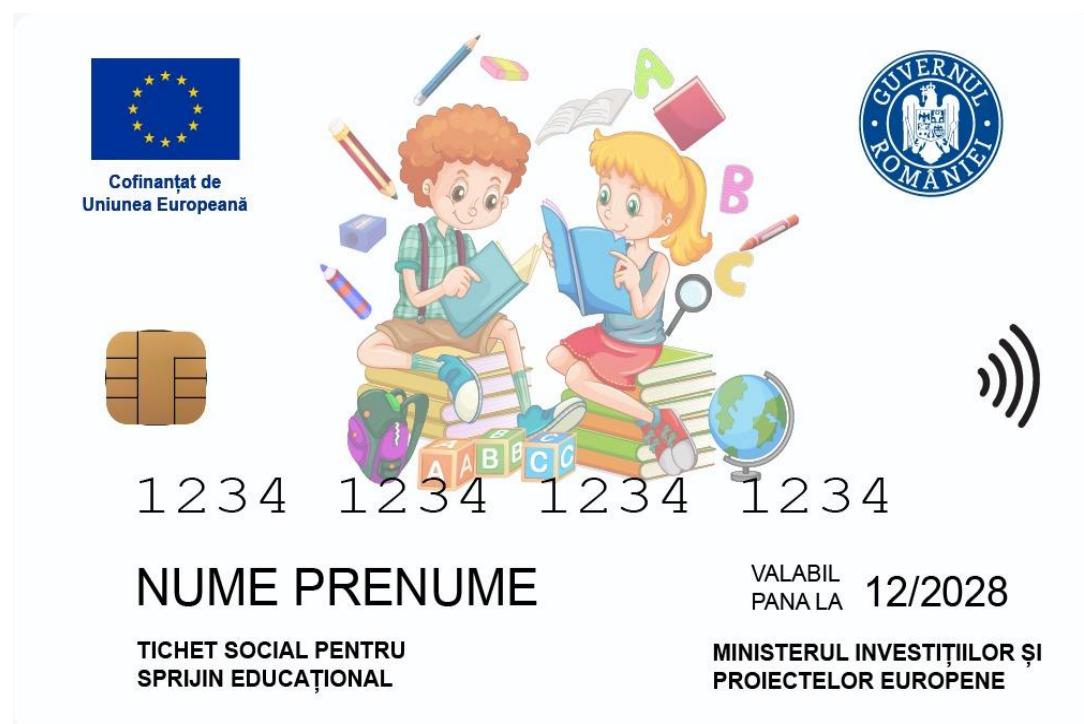 Cofinanțat de
Uniunea Europeană
GUVERNUL ROMÂNIEI
A
B
C
A A B B C C
1234 1234 1234 1234
NUME PRENUME
VALABIL
PANA LA 12/2028
TICHET SOCIAL PENTRU
SPRIJIN EDUCAȚIONAL
MINISTERUL INVESTIȚIILOR ȘI
PROIECTELOR EUROPENE